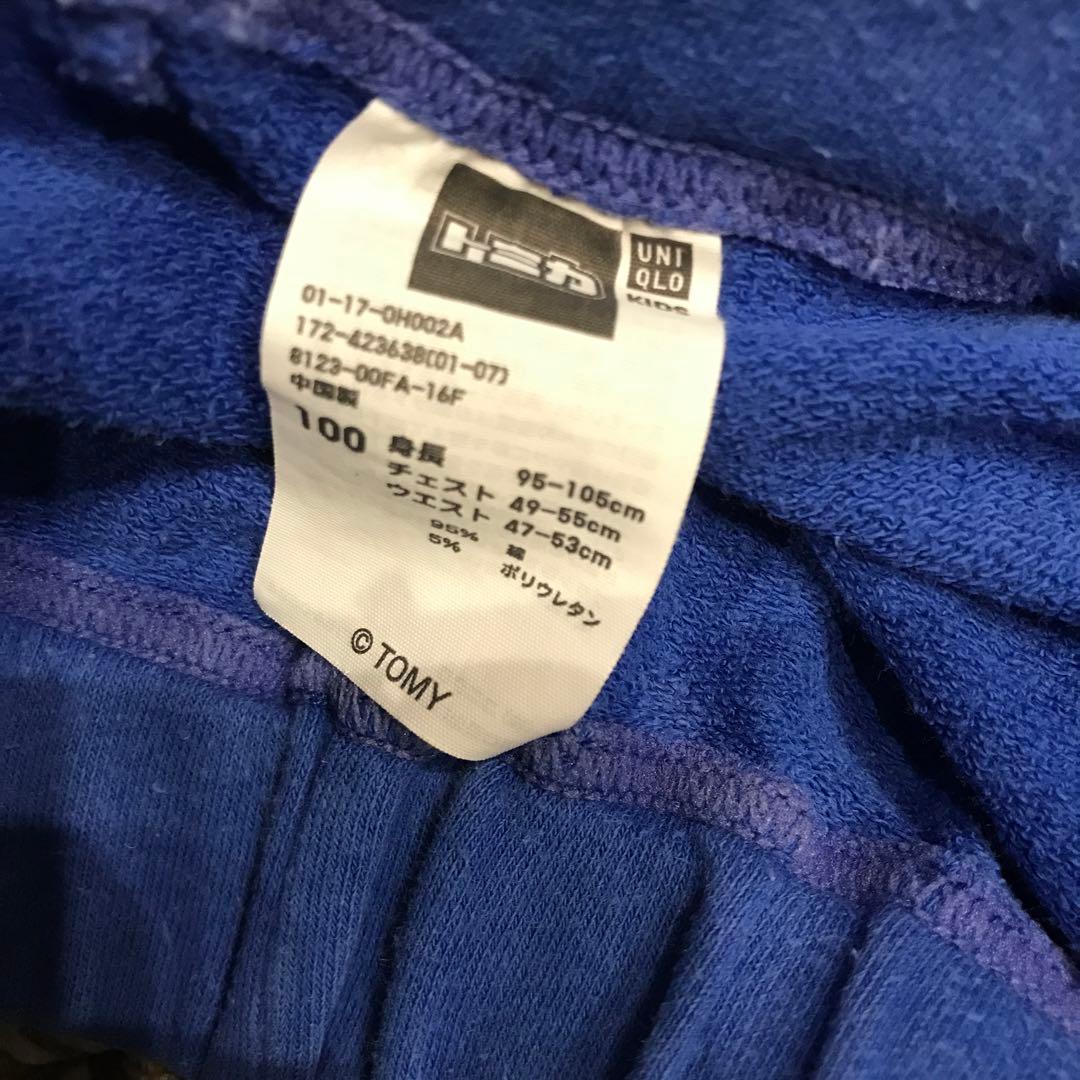 トミカ
UNI
QLO
KIDS
01-17-0H002A
172-423638(01-07)
8123-00FA-16F
中国製
100 身長 95-105cm
チェスト 49-55cm
ウエスト 47-53cm
95% 綿
5% ポリウレタン
© TOMY